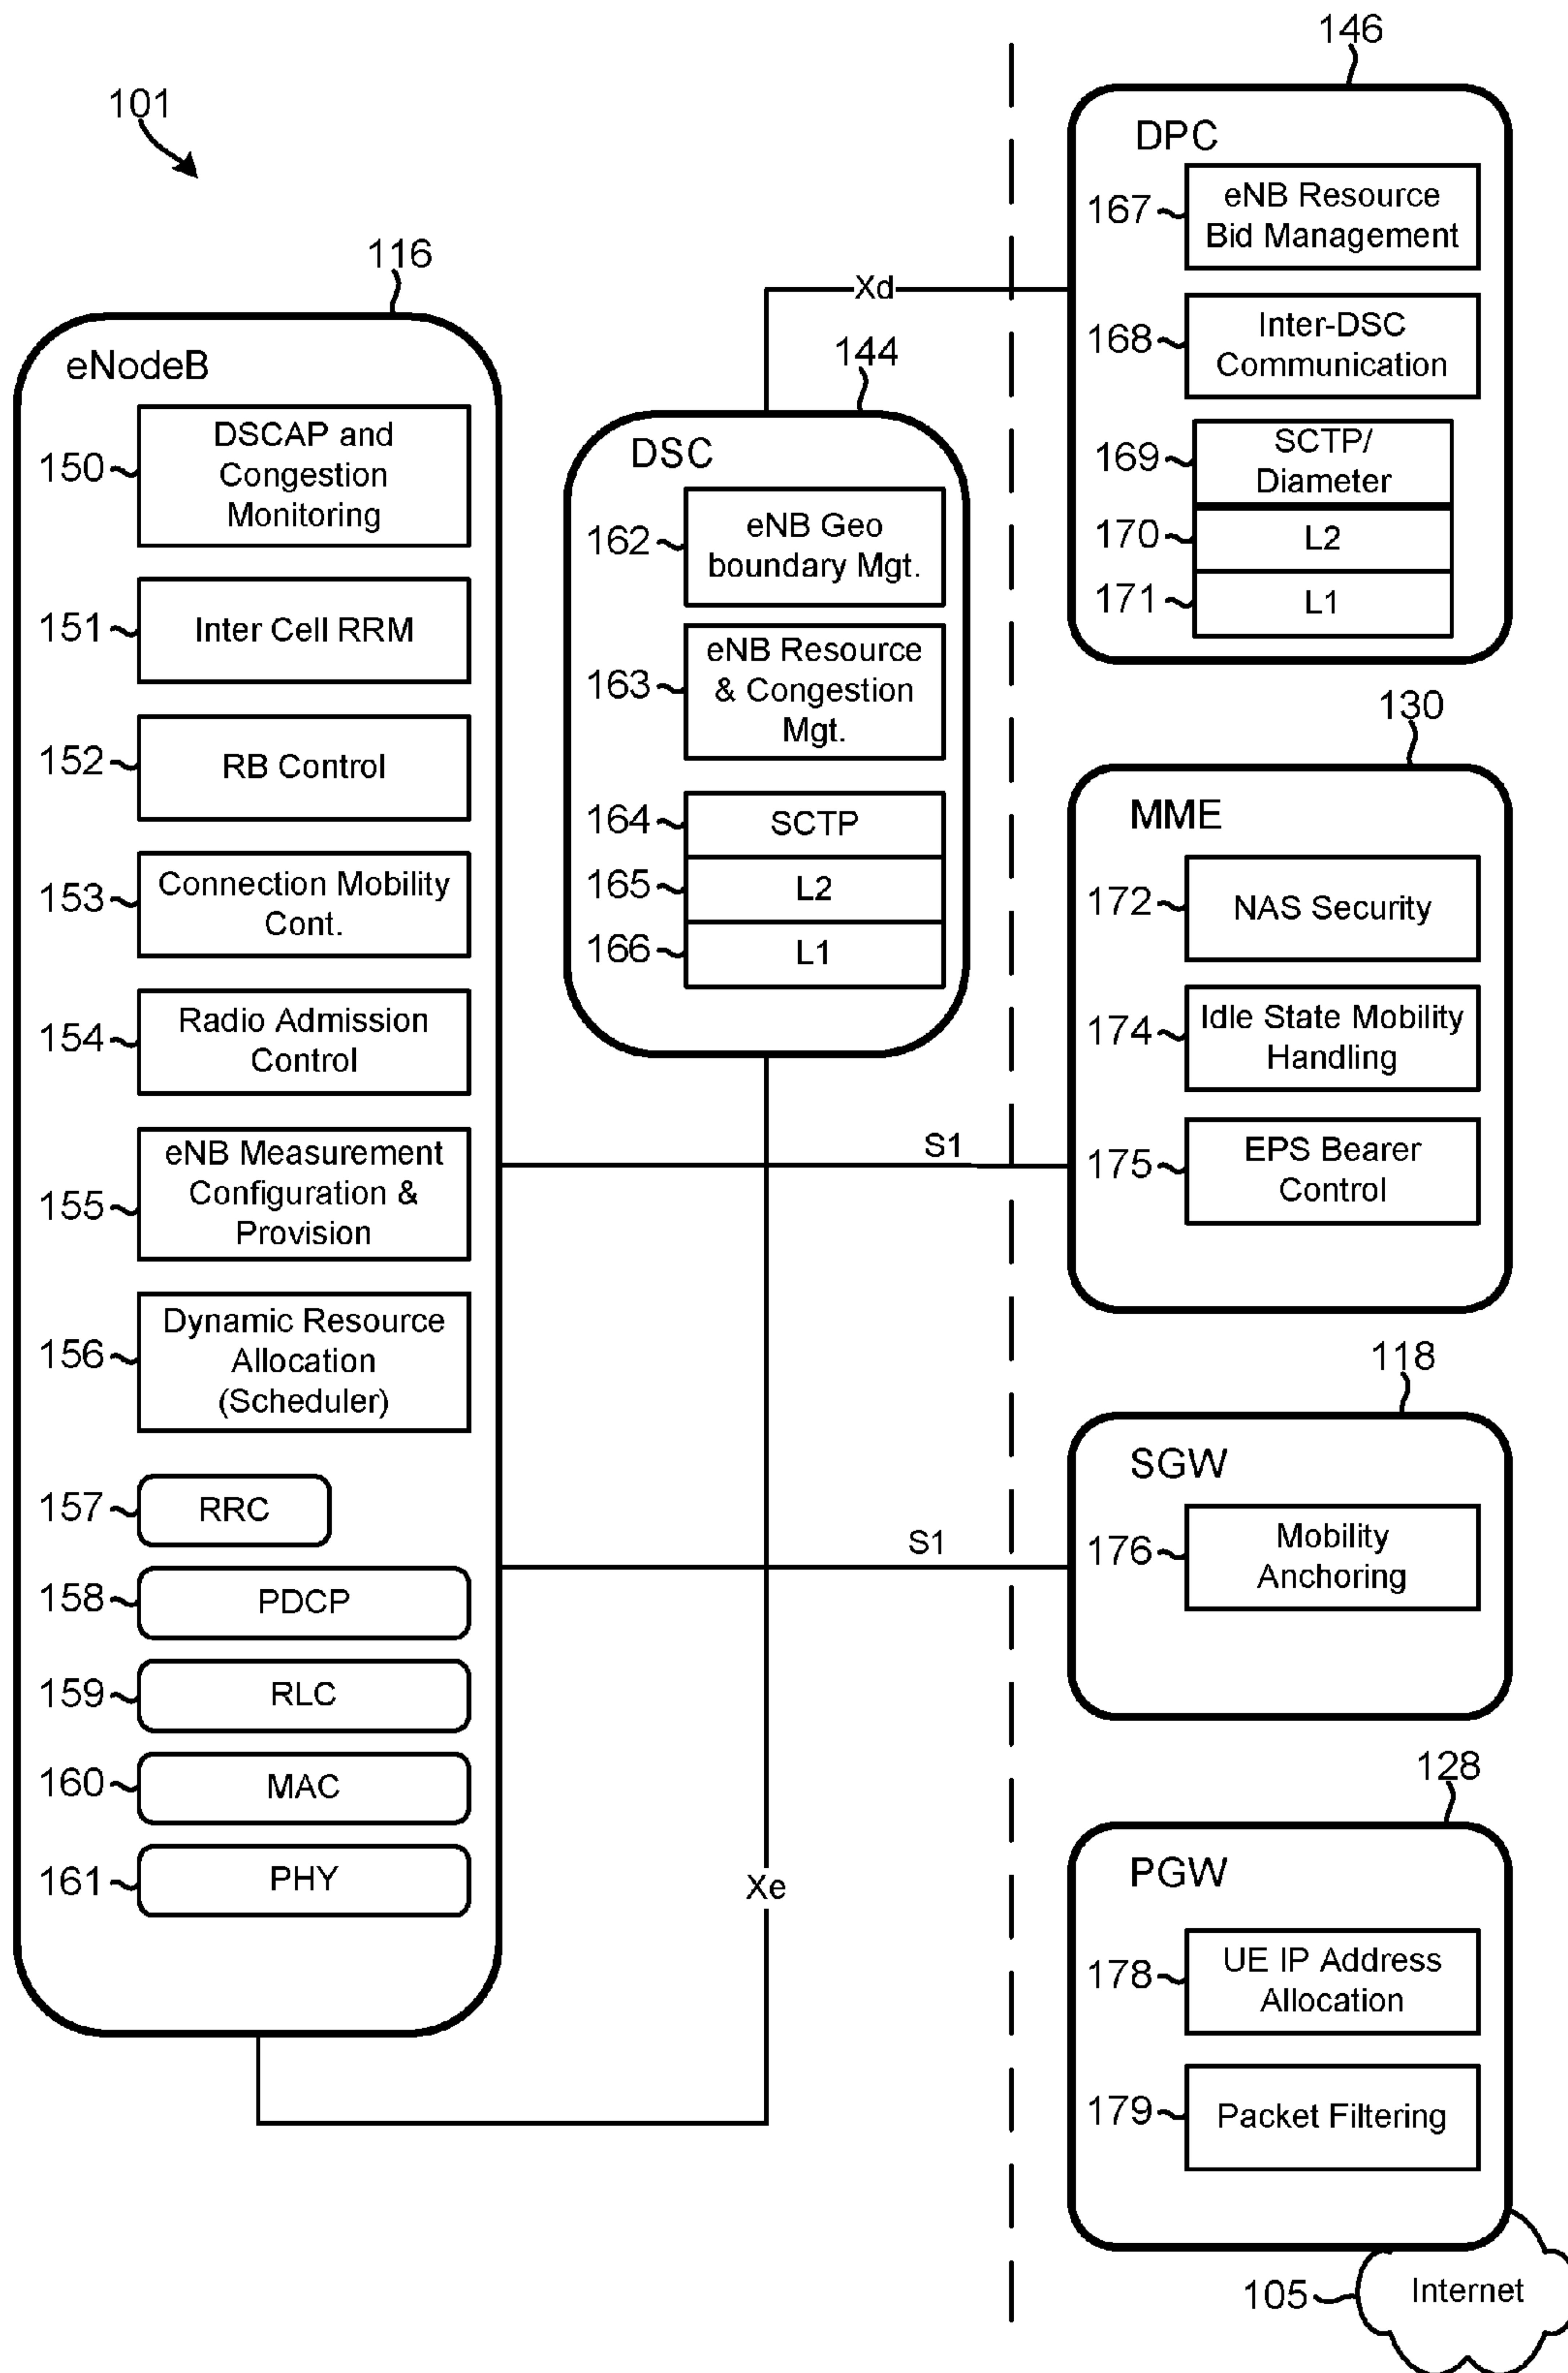 101
116
eNodeB
150
DSCAP and
Congestion
Monitoring
151
Inter Cell RRM
152
RB Control
153
Connection Mobility
Cont.
154
Radio Admission
Control
155
eNB Measurement
Configuration &
Provision
156
Dynamic Resource
Allocation
(Scheduler)
157
RRC
158
PDCP
159
RLC
160
MAC
161
PHY
Xd
144
DSC
162
eNB Geo
boundary Mgt.
163
eNB Resource
& Congestion
Mgt.
164
SCTP
165
L2
166
L1
S1
S1
Xe
146
DPC
167
eNB Resource
Bid Management
168
Inter-DSC
Communication
169
SCTP/
Diameter
170
L2
171
L1
130
MME
172
NAS Security
174
Idle State Mobility
Handling
175
EPS Bearer
Control
118
SGW
176
Mobility
Anchoring
128
PGW
178
UE IP Address
Allocation
179
Packet Filtering
105
Internet